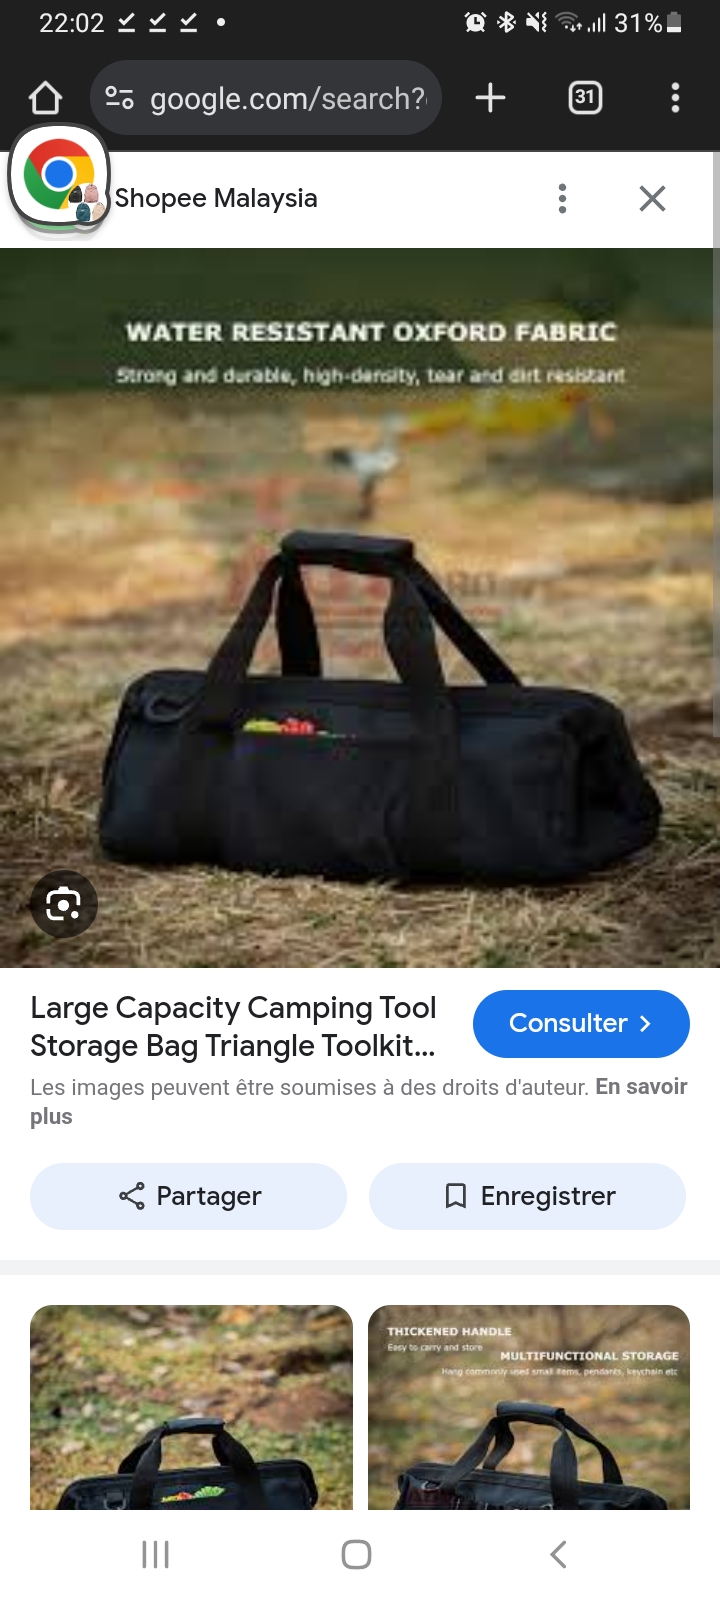 22:02
31%
google.com/search?
31
Shopee Malaysia
WATER RESISTANT OXFORD FABRIC
Strong and durable, high-density, tear and dirt resistant
Large Capacity Camping Tool
Storage Bag Triangle Toolkit...
Consulter
Les images peuvent être soumises à des droits d'auteur. En savoir
plus
Partager
Enregistrer
THICKENED HANDLE
Easy to carry and store
MULTIFUNCTIONAL STORAGE
Hang commonly used small items, pendants, keychain etc